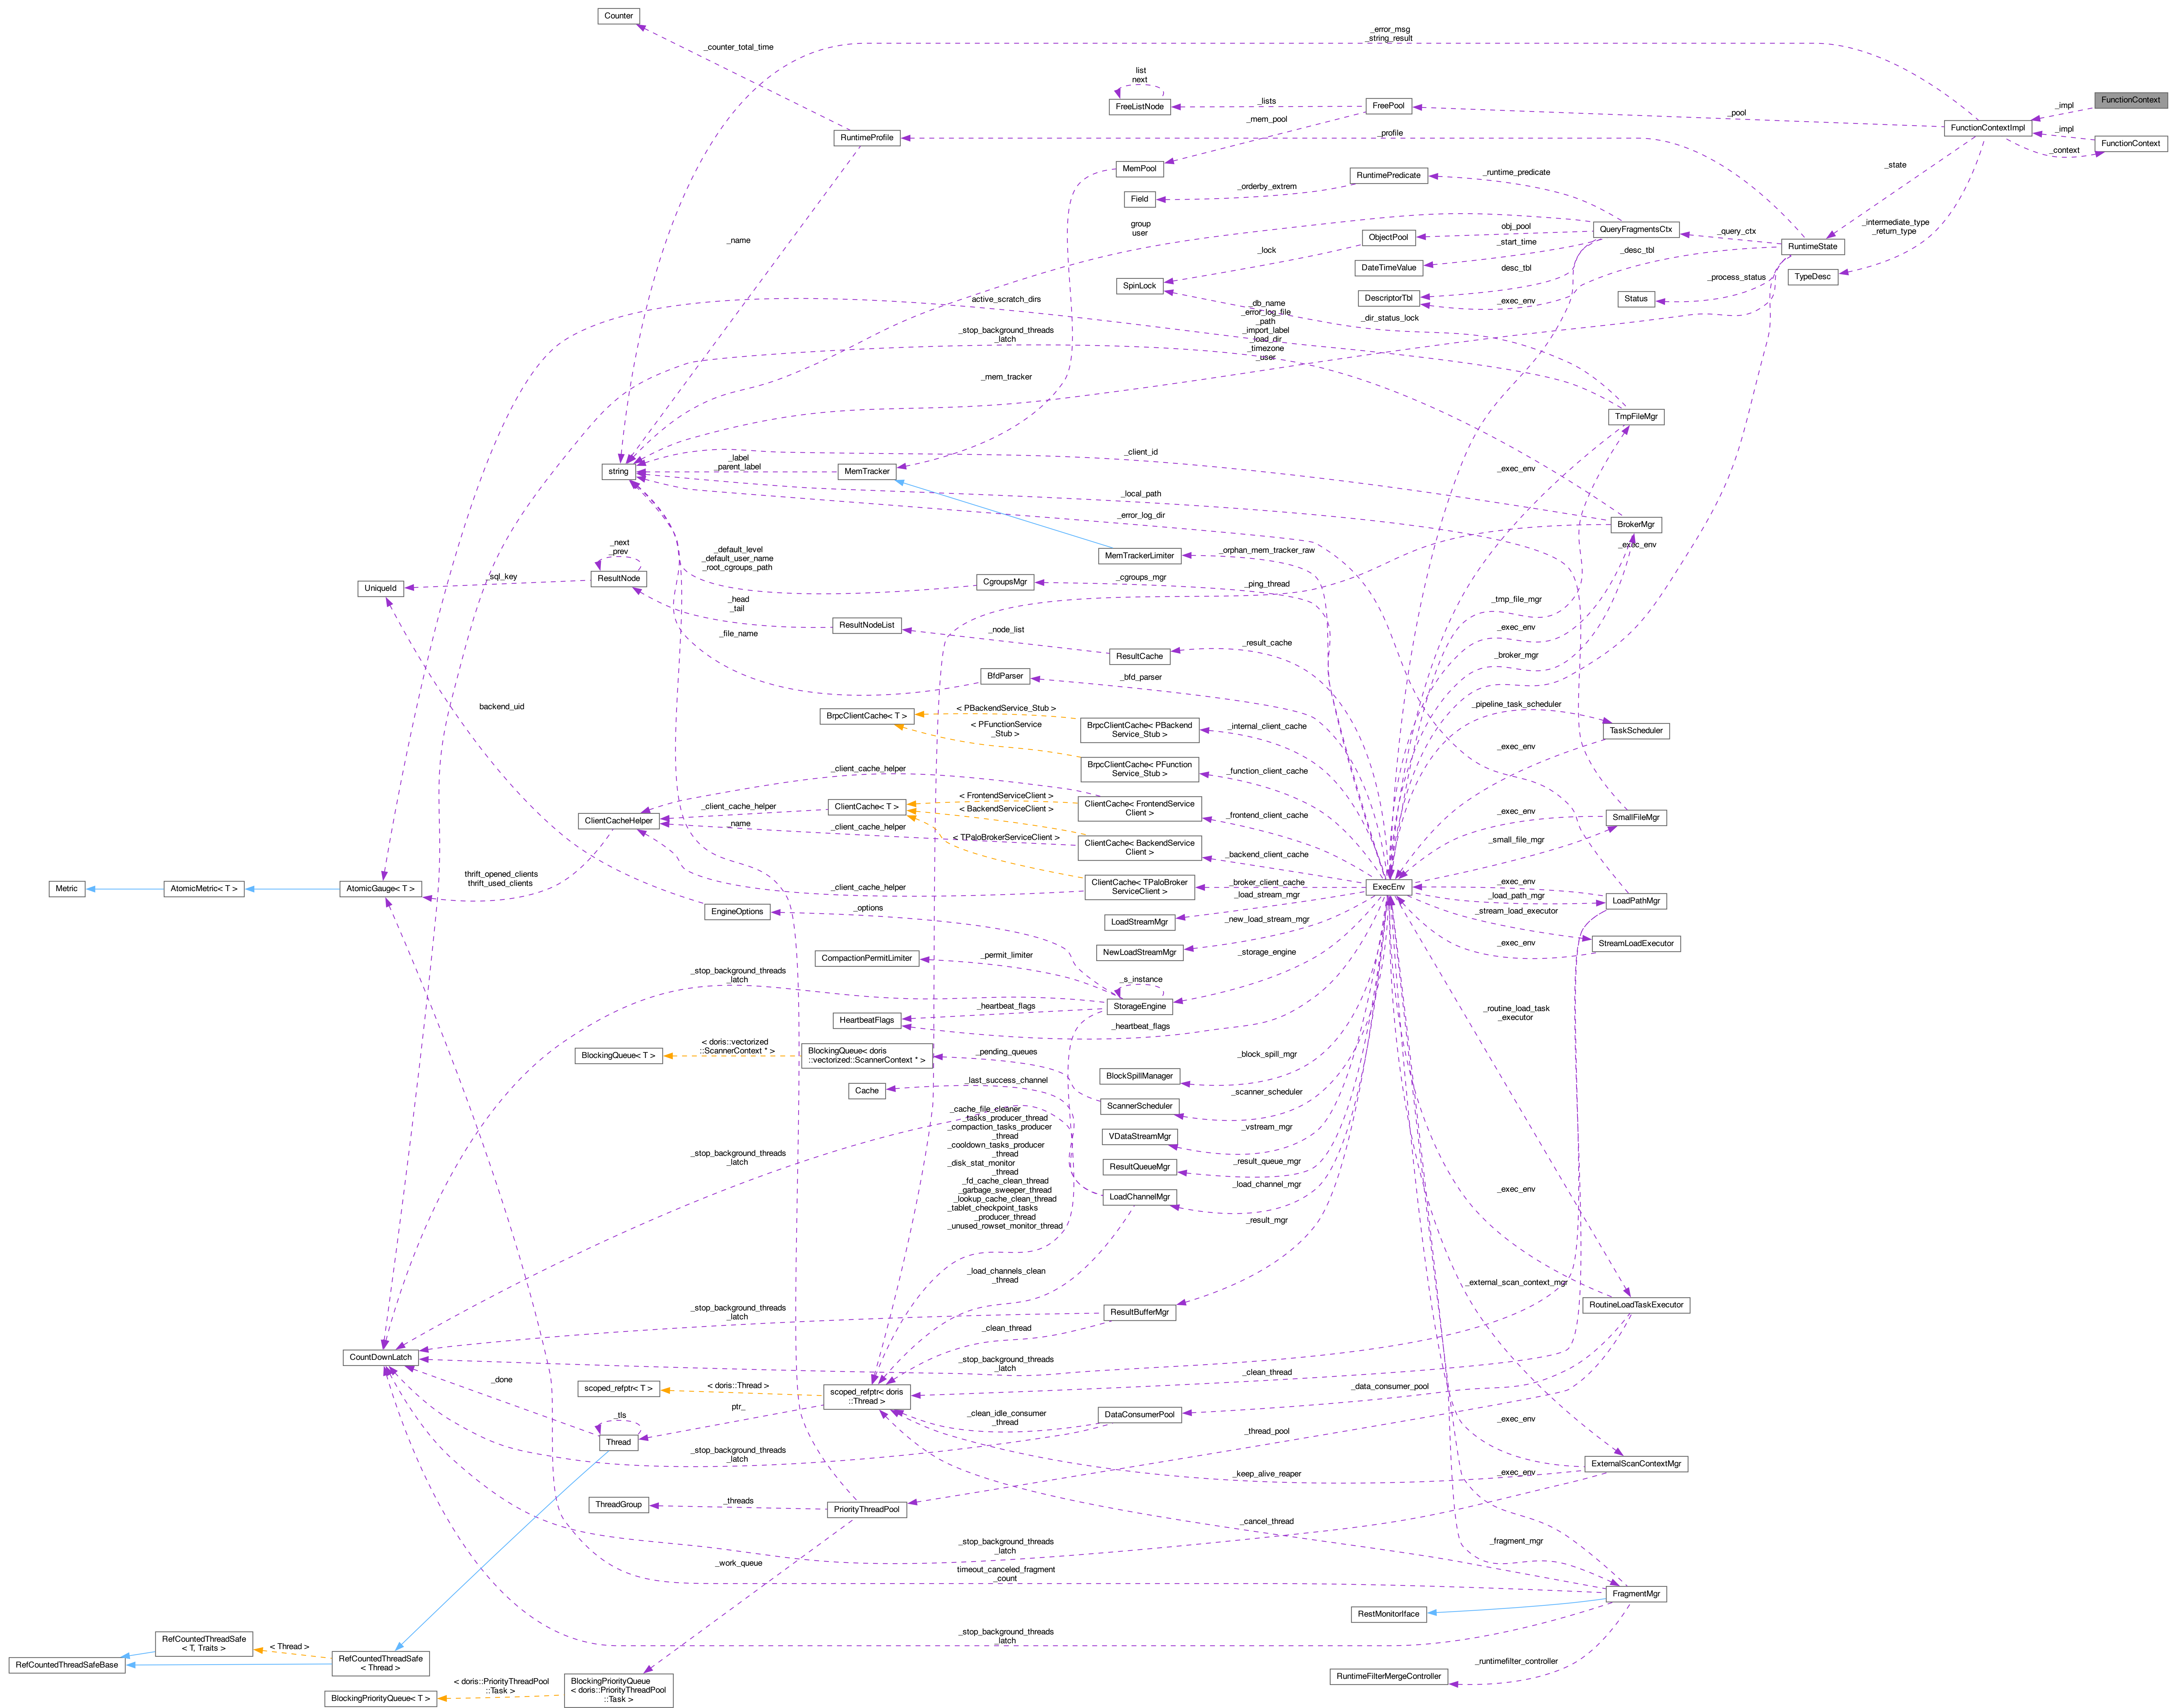 Counter
_counter_total_time
_error_msg
_string_result
list
next
FreeListNode
_lists
FreePool
FunctionContext
_impl
_mem_pool
_pool
FunctionContextImpl
_impl
RuntimeProfile
_profile
FunctionContext
_context
MemPool
_state
RuntimePredicate
_runtime_predicate
_orderby_extrem
Field
_intermediate_type
_return_type
group
user
obj_pool
QueryFragmentsCtx
_query_ctx
_name
ObjectPool
_start_time
RuntimeState
_lock
_desc_tbl
DateTimeValue
desc_tbl
TypeDesc
_process_status
SpinLock
DescriptorTbl
Status
active_scratch_dirs
_exec_env
_db_name
_error_log_file
_path
_import_label
_load_dir
_timezone
_user
_dir_status_lock
_stop_background_threads
_latch
_mem_tracker
TmpFileMgr
_client_id
_label
_parent_label
string
MemTracker
_exec_env
_local_path
_error_log_dir
BrokerMgr
_next
_prev
_default_level
_default_user_name
_root_cgroups_path
MemTrackerLimiter
_orphan_mem_tracker_raw
_exec_env
_sql_key
ResultNode
UniqueId
CgroupsMgr
_cgroups_mgr
_ping_thread
_head
_tail
_tmp_file_mgr
ResultNodeList
_node_list
_exec_env
_file_name
_result_cache
ResultCache
_broker_mgr
BfdParser
_bfd_parser
backend_uid
_pipeline_task_scheduler
BrpcClientCache< T >
< PBackendService_Stub >
BrpcClientCache< PBackend
Service_Stub >
_internal_client_cache
TaskScheduler
< PFunctionService
_Stub >
_exec_env
BrpcClientCache< PFunction
Service_Stub >
_function_client_cache
_client_cache_helper
< FrontendServiceClient >
ClientCache< FrontendService
Client >
_frontend_client_cache
_client_cache_helper
ClientCache< T >
< BackendServiceClient >
_exec_env
SmallFileMgr
ClientCacheHelper
_name
_client_cache_helper
< TPaloBrokerServiceClient >
ClientCache< BackendService
Client >
_backend_client_cache
_small_file_mgr
Metric
AtomicMetric< T >
AtomicGauge< T >
thrift_opened_clients
thrift_used_clients
_client_cache_helper
ClientCache< TPaloBroker
ServiceClient >
_broker_client_cache
ExecEnv
_exec_env
_load_stream_mgr
_load_path_mgr
LoadPathMgr
EngineOptions
_options
LoadStreamMgr
_new_load_stream_mgr
_stream_load_executor
StreamLoadExecutor
CompactionPermitLimiter
_permit_limiter
NewLoadStreamMgr
_storage_engine
_exec_env
_stop_background_threads
_latch
_s_instance
StorageEngine
_heartbeat_flags
HeartbeatFlags
_heartbeat_flags
_routine_load_task
_executor
< doris::vectorized
::ScannerContext * >
BlockingQueue< T >
BlockingQueue< doris
::vectorized::ScannerContext * >
_pending_queues
_block_spill_mgr
BlockSpillManager
_last_success_channel
Cache
_scanner_scheduler
ScannerScheduler
_cache_file_cleaner
_tasks_producer_thread
_compaction_tasks_producer
_thread
_cooldown_tasks_producer
_thread
_disk_stat_monitor
_thread
_fd_cache_clean_thread
_garbage_sweeper_thread
_lookup_cache_clean_thread
_tablet_checkpoint_tasks
_producer_thread
_unused_rowset_monitor_thread
_vstream_mgr
VDataStreamMgr
_stop_background_threads
_latch
_result_queue_mgr
ResultQueueMgr
_load_channel_mgr
LoadChannelMgr
_exec_env
_result_mgr
_load_channels_clean
_thread
_external_scan_context_mgr
_stop_background_threads
_latch
ResultBufferMgr
RoutineLoadTaskExecutor
_clean_thread
CountDownLatch
_stop_background_threads
_latch
_clean_thread
_done
scoped_refptr< T >
< doris::Thread >
scoped_refptr< doris
::Thread >
_data_consumer_pool
ptr_
_tls
_clean_idle_consumer
_thread
DataConsumerPool
_exec_env
_thread_pool
Thread
_stop_background_threads
_latch
_keep_alive_reaper
_exec_env
ExternalScanContextMgr
ThreadGroup
_threads
PriorityThreadPool
_cancel_thread
_stop_background_threads
_latch
_fragment_mgr
_work_queue
timeout_canceled_fragment
_count
FragmentMgr
RestMonitorIface
_stop_background_threads
_latch
RefCountedThreadSafe
< T, Traits >
< Thread >
RefCountedThreadSafeBase
RefCountedThreadSafe
< Thread >
_runtimefilter_controller
RuntimeFilterMergeController
< doris::PriorityThreadPool
::Task >
BlockingPriorityQueue
< doris::PriorityThreadPool
::Task >
BlockingPriorityQueue< T >